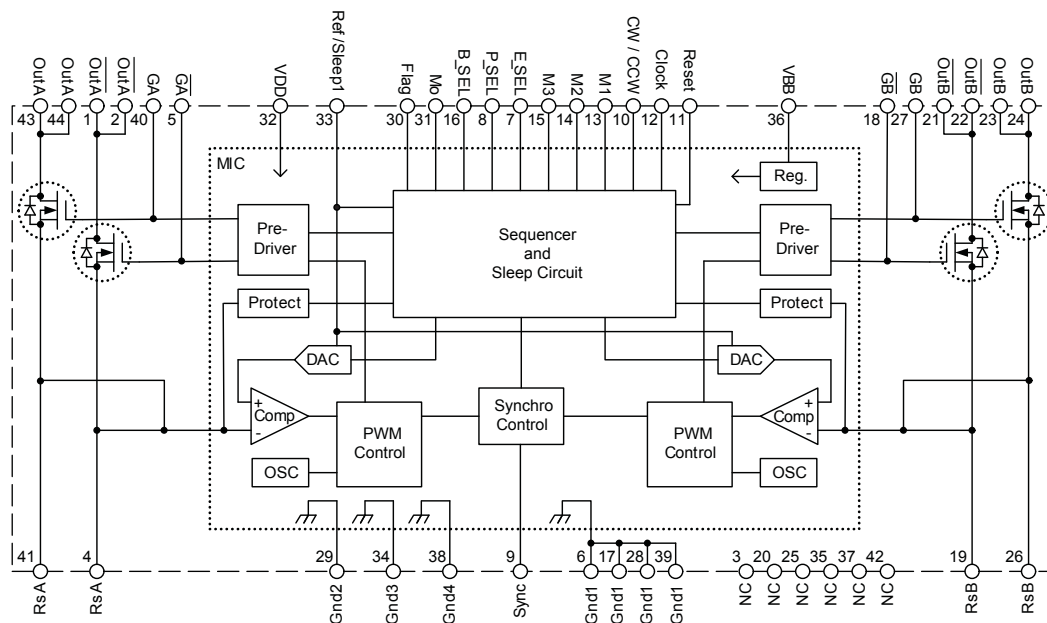 OutA
OutA
OutA
OutA
GA
GA
VDD
Ref /Sleep1
Flag
Mo
B_SEL
P_SEL
E_SEL
M3
M2
M1
CW / CCW
Clock
Reset
VBB
GB
GB
OutB
OutB
OutB
OutB
43
44
1
2
40
5
32
33
30
31
16
8
7
15
14
13
10
12
11
36
18
27
21
22
23
24
MIC
Reg.
Pre-
Driver
Sequencer
and
Sleep Circuit
Pre-
Driver
Protect
Protect
DAC
DAC
+
Comp
-
PWM
Control
Synchro
Control
PWM
Control
+
Comp
-
OSC
OSC
41
4
29
34
38
9
6
17
28
39
3
20
25
35
37
42
19
26
RsA
RsA
Gnd2
Gnd3
Gnd4
Sync
Gnd1
Gnd1
Gnd1
Gnd1
NC
NC
NC
NC
NC
NC
RsB
RsB